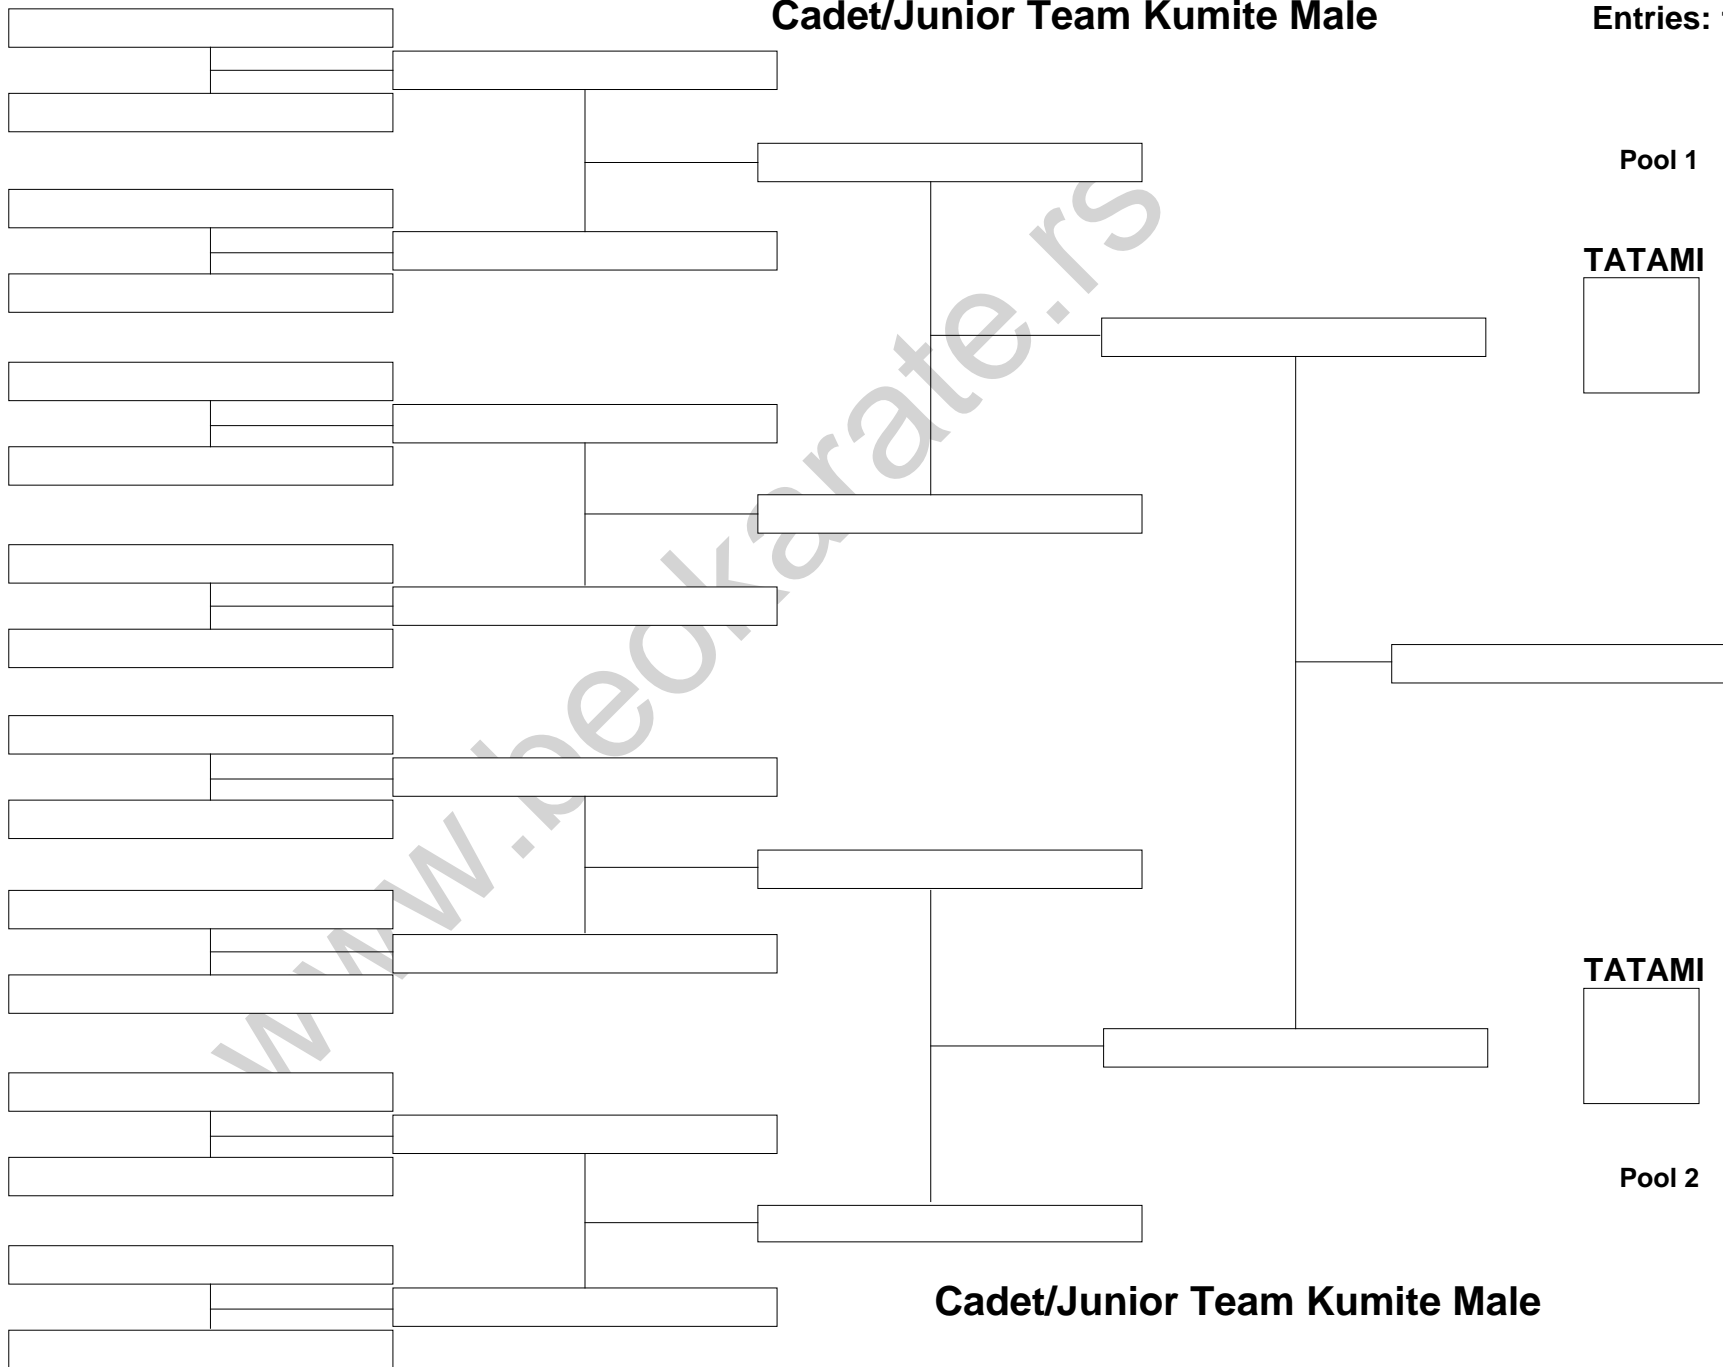 Cadet/Junior Team Kumite Male
Entries:
Pool 1
TATAMI
www.beokarate.rs
TATAMI
Pool 2
Cadet/Junior Team Kumite Male